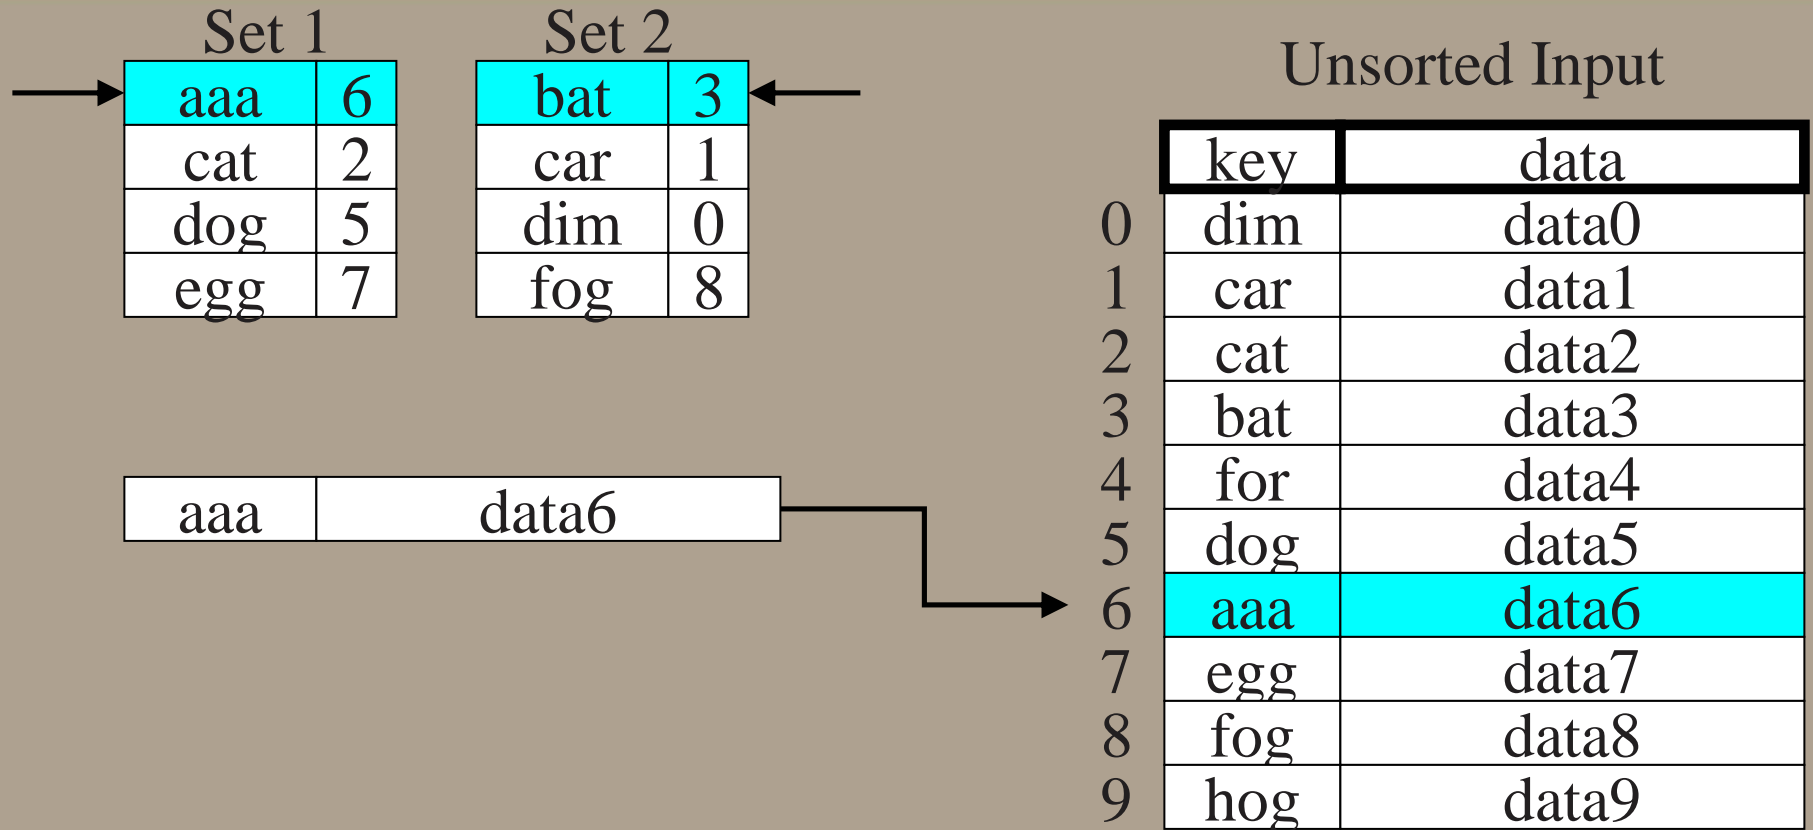 Set 1
aaa 6
cat 2
dog 5
egg 7
Set 2
bat 3
car 1
dim 0
fog 8
aaa data6
Unsorted Input
key data
0 dim data0
1 car data1
2 cat data2
3 bat data3
4 for data4
5 dog data5
6 aaa data6
7 egg data7
8 fog data8
9 hog data9